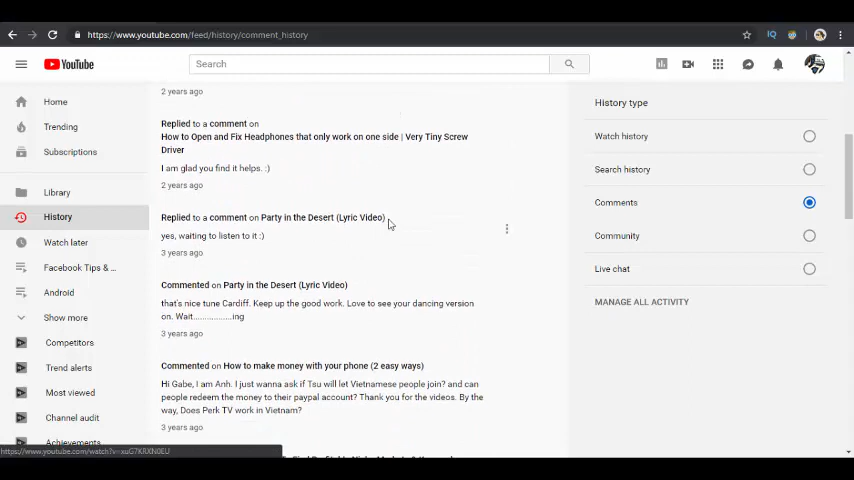 https://www.youtube.com/feed/history/comment_history
YouTube
Search
2 years ago
Replied to a comment on
How to Open and Fix Headphones that only work on one side | Very Tiny Screw
Driver
I am glad you find it helps. :)
2 years ago
Replied to a comment on Party in the Desert (Lyric Video)
yes, waiting to listen to it :)
3 years ago
Commented on Party in the Desert (Lyric Video)
that's nice tune Cardiff. Keep up the good work. Love to see your dancing version
on. Wait................ing
3 years ago
Commented on How to make money with your phone (2 easy ways)
Hi Gabe, I am Anh. I just wanna ask if Tsu will let Vietnamese people join? and can
people redeem the money to their paypal account? Thank you for the videos. By the
way, Does Perk TV work in Vietnam?
3 years ago
Home
Trending
Subscriptions
Library
History
Watch later
Facebook Tips & ...
Android
Show more
Competitors
Trend alerts
Most viewed
Channel audit
Achievements
History type
Watch history
Search history
Comments
Community
Live chat
MANAGE ALL ACTIVITY
IQ